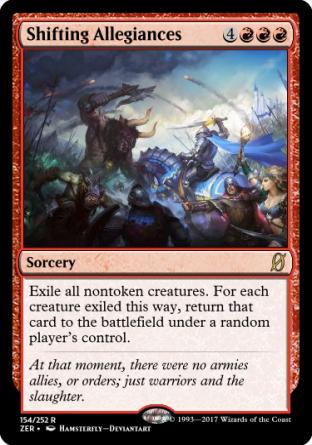 Shifting Allegiances 4
Sorcery
Exile all nontoken creatures. For each
creature exiled this way, return that
card to the battlefield under a random
player's control.
At that moment, there were no armies
allies, or orders; just warriors and the
slaughter.
154/252 R
ZER • Hamsterfly—Deviantart
™ & © 1993—2017 Wizards of the Coast